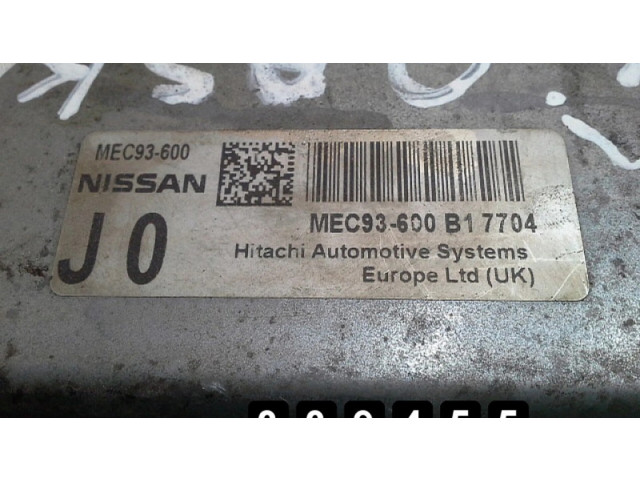 MEC93-600
NISSAN
J0
MEC93-600 B1 7704
Hitachi Automotive Systems
Europe Ltd (UK)